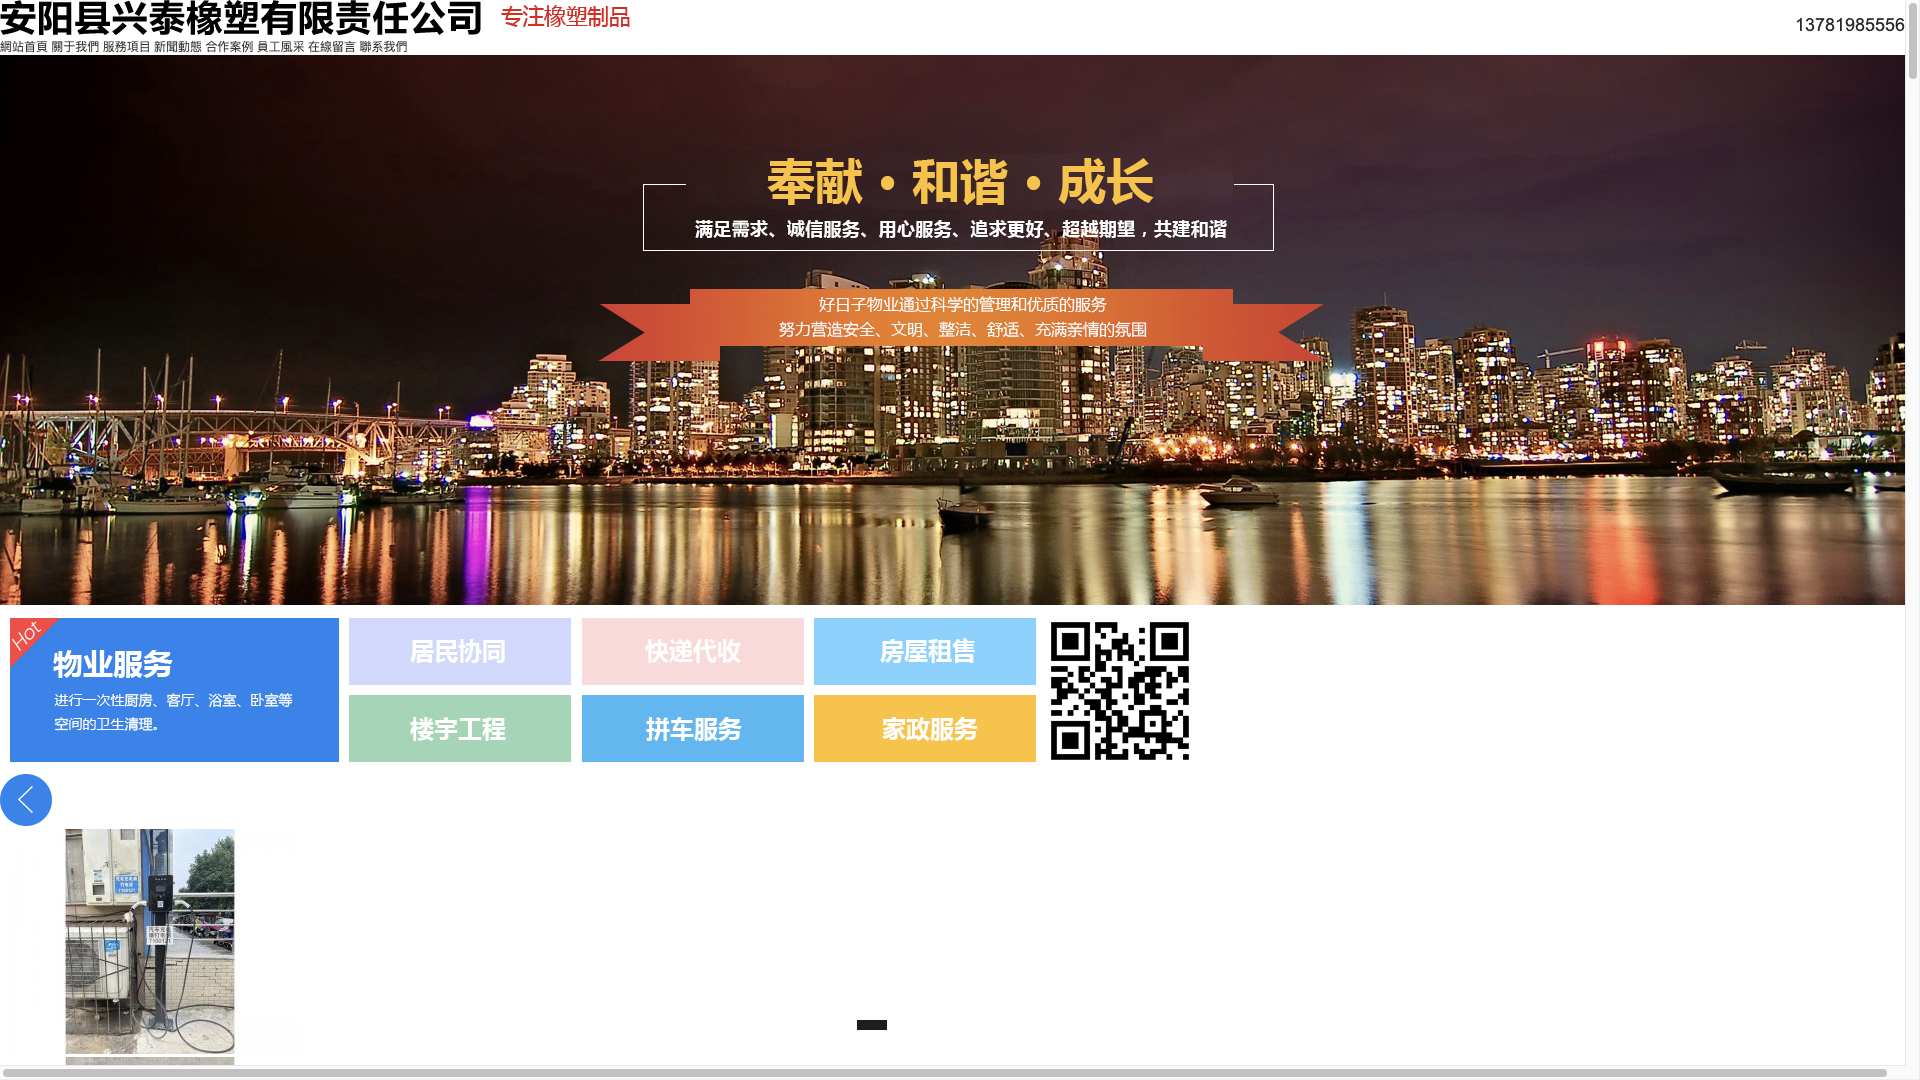 安阳县兴泰橡塑有限责任公司 专注橡塑制品
13781985556
網站首頁 關于我們 服務項目 新聞動態 合作案例 員工風采 在線留言 聯系我們
奉献·和谐·成长
满足需求、诚信服务、用心服务、追求更好、超越期望，共建和谐
好日子物业通过科学的管理和优质的服务
努力营造安全、文明、整洁、舒适、充满亲情的氛围
Hot
物业服务
进行一次性厨房、客厅、浴室、卧室等
空间的卫生清理。
居民协同
快递代收
房屋租售
楼宇工程
拼车服务
家政服务